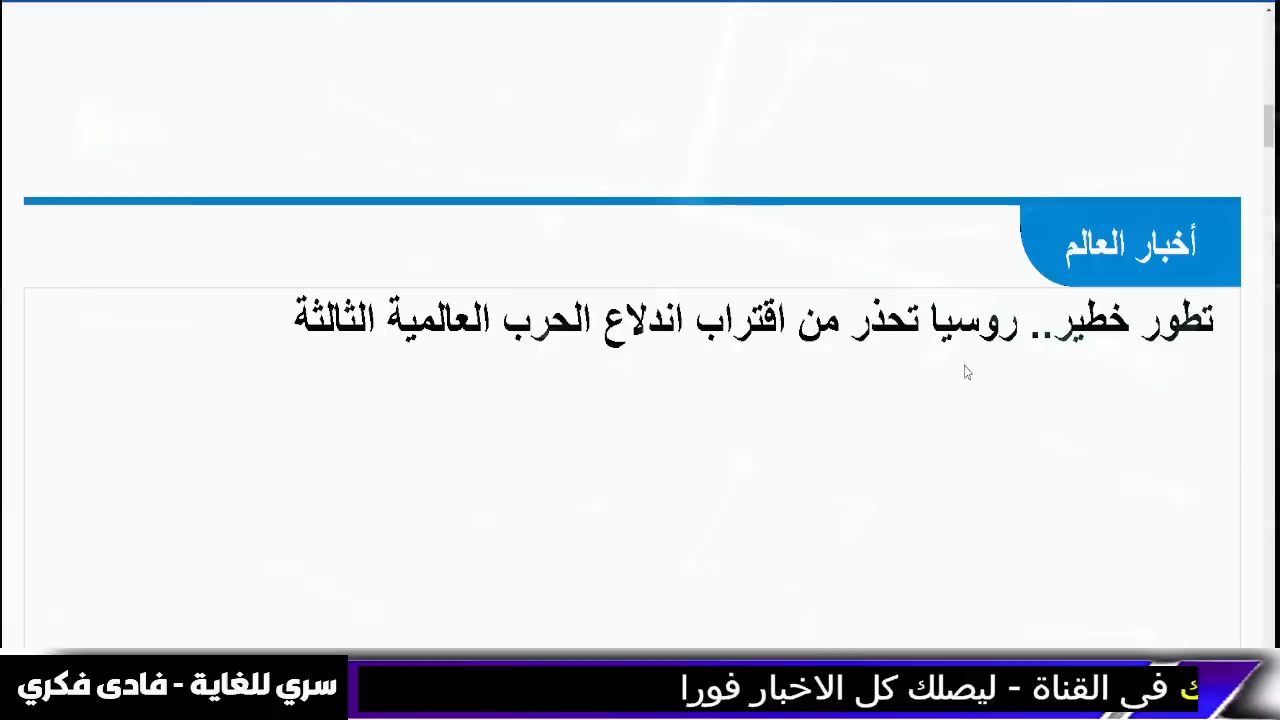 أخبار العالم
تطور خطير.. روسيا تحذر من اقتراب اندلاع الحرب العالمية الثالثة
فى القناة - ليصلك كل الاخبار فورا
سري للغاية - فادى فكري